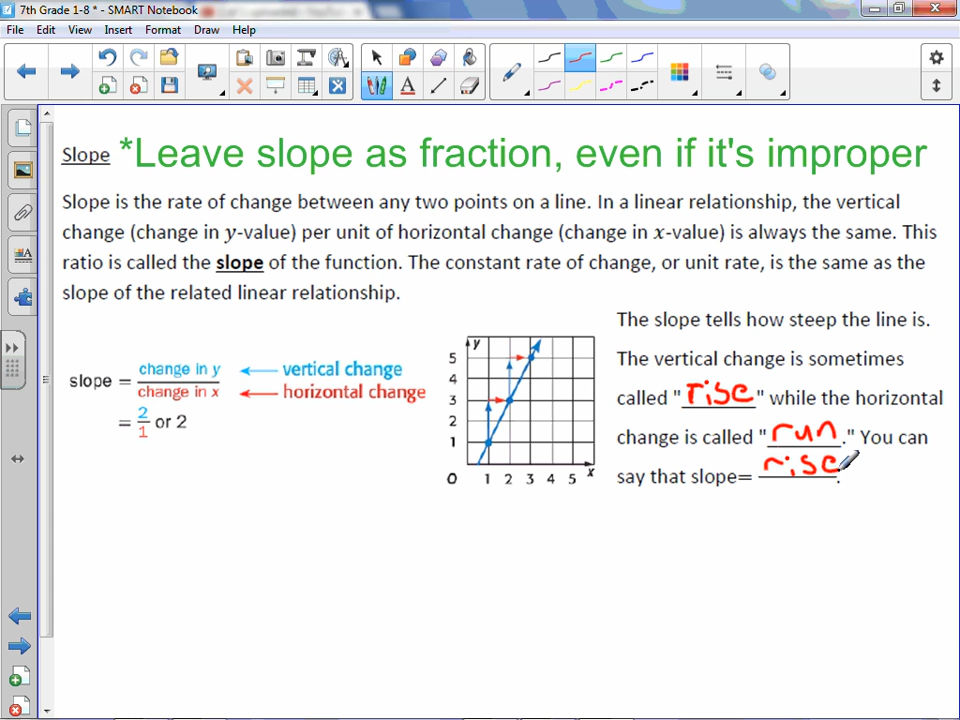 7th Grade 1-8 * - SMART Notebook
File Edit View Insert Format Draw Help
Slope *Leave slope as fraction, even if it's improper
Slope is the rate of change between any two points on a line. In a linear relationship, the vertical
change (change in y-value) per unit of horizontal change (change in x-value) is always the same. This
ratio is called the slope of the function. The constant rate of change, or unit rate, is the same as the
slope of the related linear relationship.
slope = change in y / change in x
vertical change
horizontal change
= 2/1 or 2
y
5
4
3
2
1
0 1 2 3 4 5 x
The slope tells how steep the line is.
The vertical change is sometimes
called "rise" while the horizontal
change is called "run." You can
say that slope= rise.